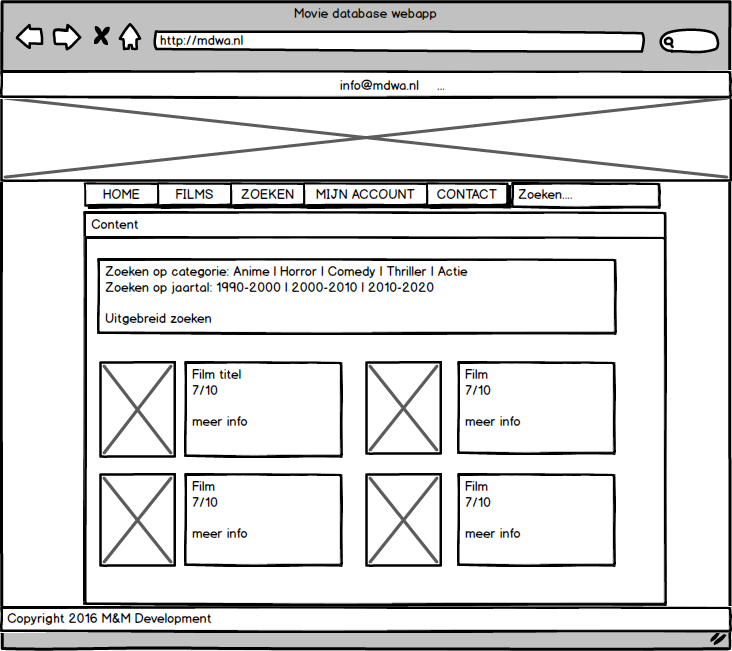 Movie database webapp
http://mdwa.nl
info@mdwa.nl ...
HOME FILMS ZOEKEN MIJN ACCOUNT CONTACT Zoeken....
Content
Zoeken op categorie: Anime | Horror | Comedy | Thriller | Actie
Zoeken op jaartal: 1990-2000 | 2000-2010 | 2010-2020
Uitgebreid zoeken
Film titel
7/10
meer info
Film
7/10
meer info
Film
7/10
meer info
Film
7/10
meer info
Copyright 2016 M&M Development